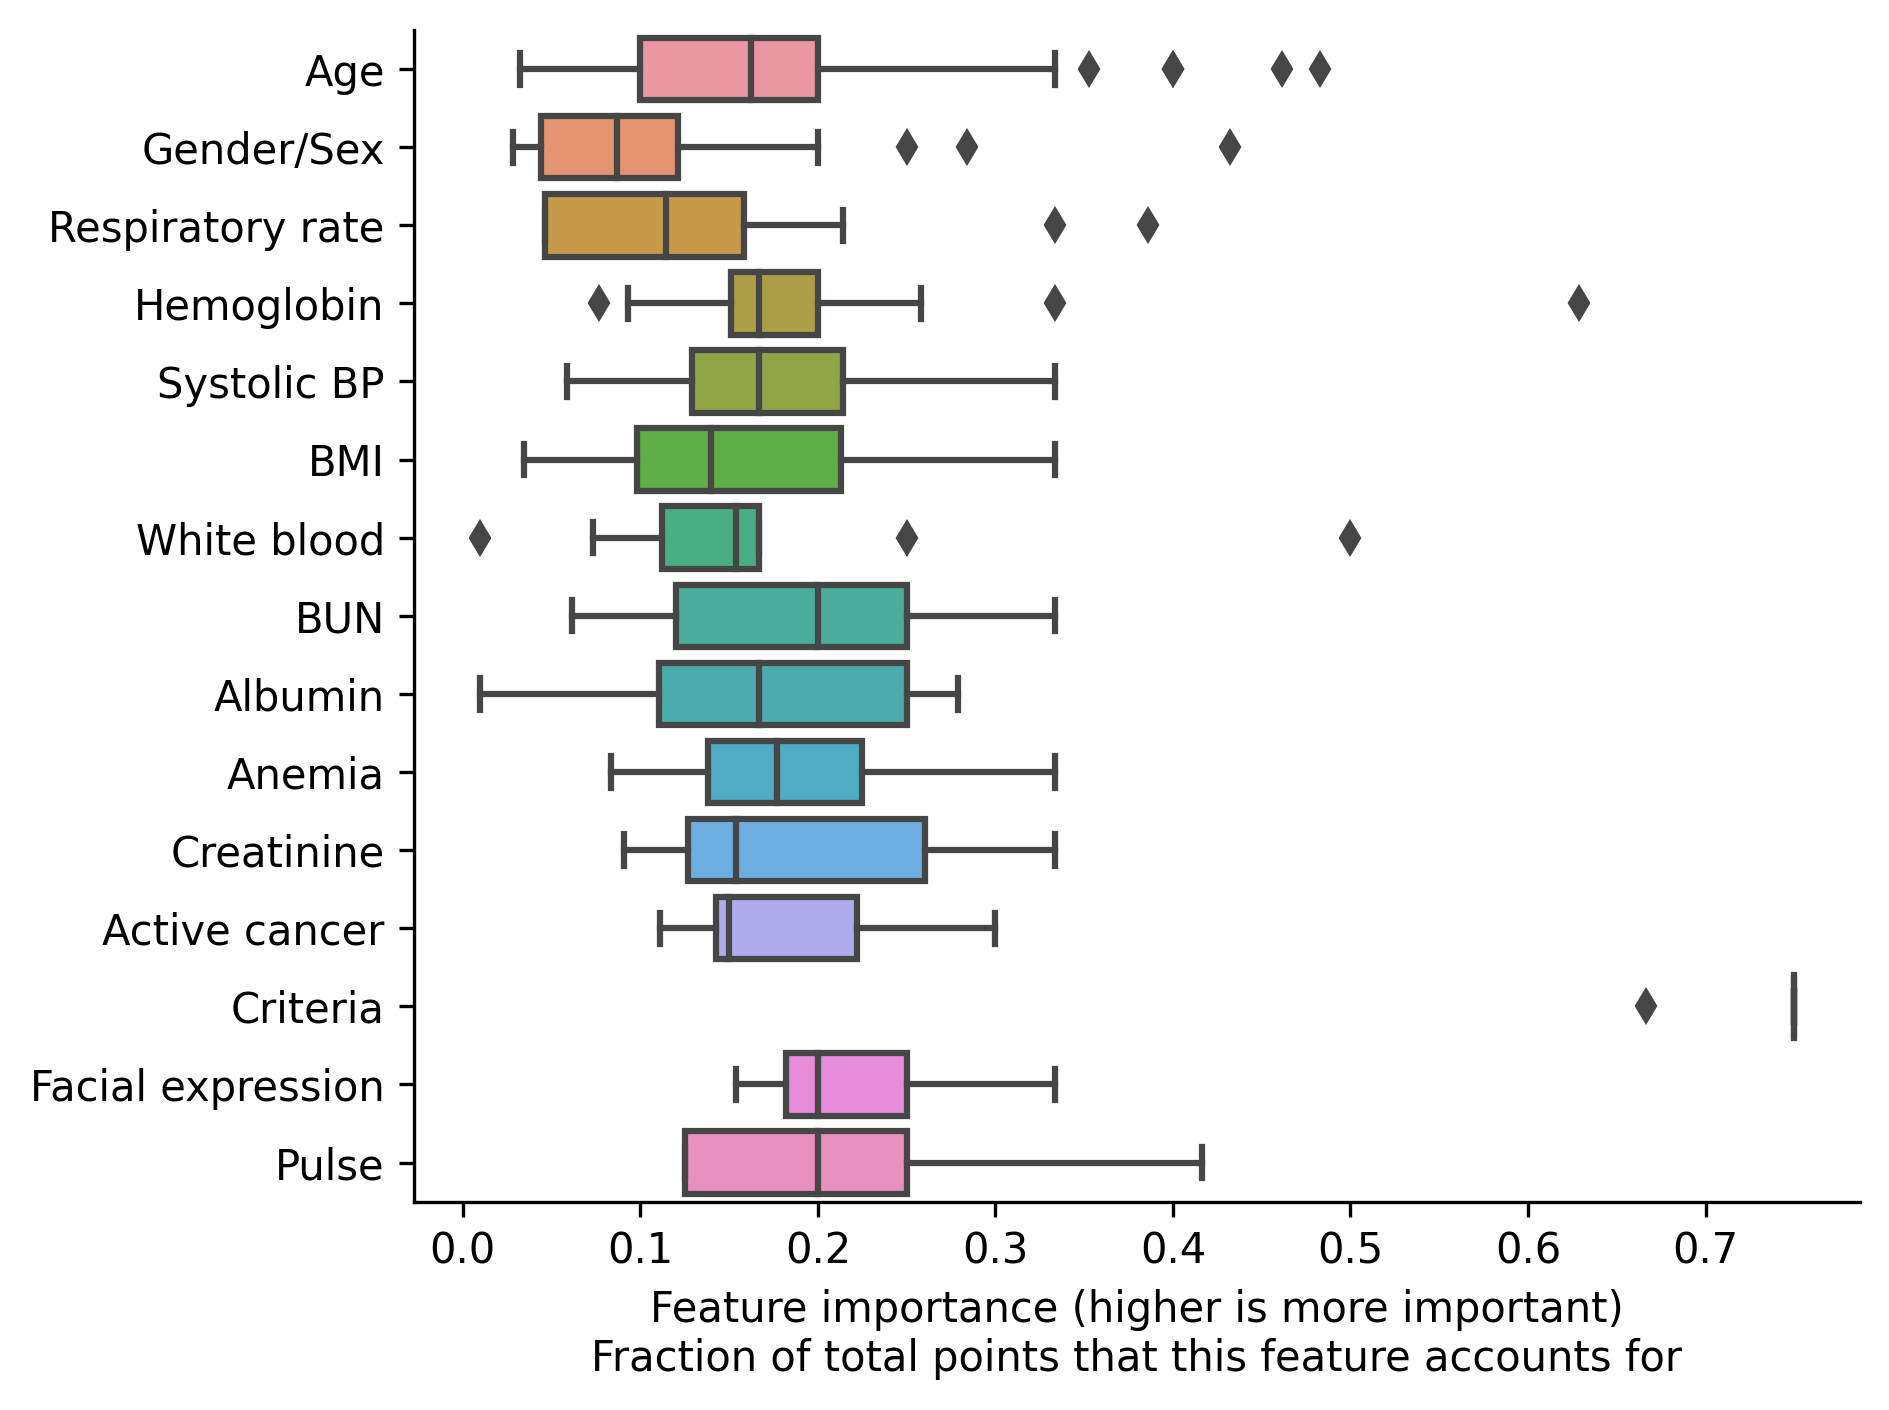 Age
Gender/Sex
Respiratory rate
Hemoglobin
Systolic BP
BMI
White blood
BUN
Albumin
Anemia
Creatinine
Active cancer
Criteria
Facial expression
Pulse
0.0 0.1 0.2 0.3 0.4 0.5 0.6 0.7
Feature importance (higher is more important)
Fraction of total points that this feature accounts for